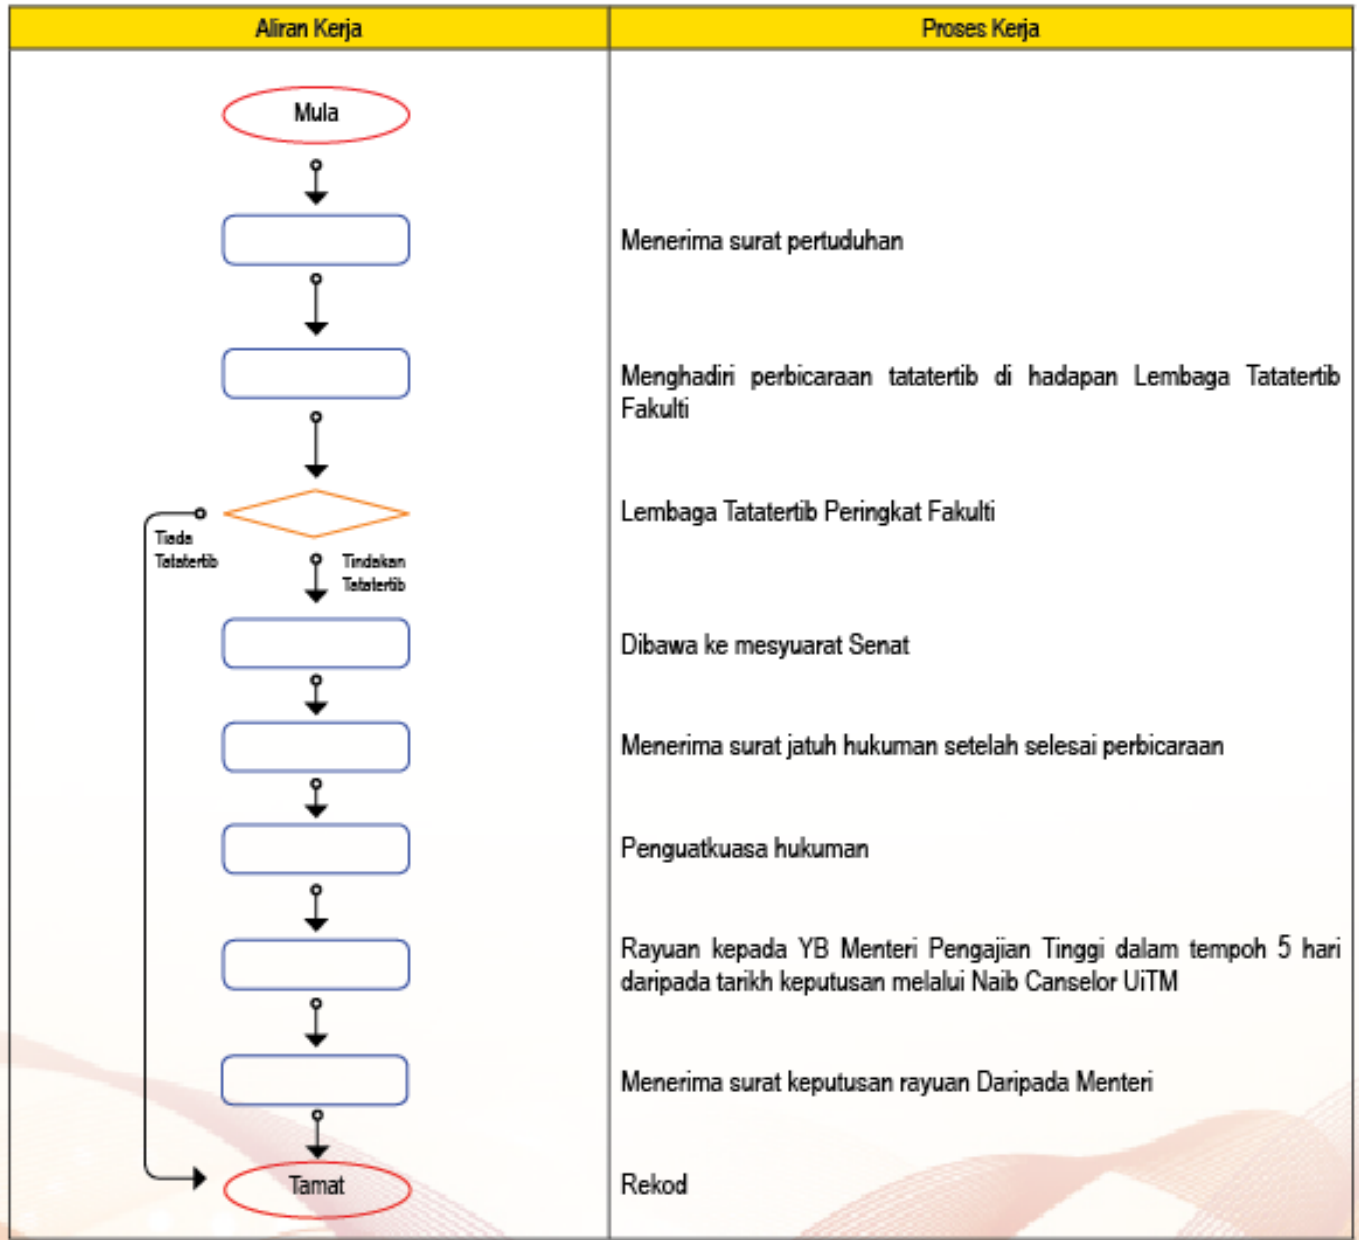 Aliran Kerja
Proses Kerja
Mula
Menerima surat pertuduhan
Menghadiri perbicaraan tatatertib di hadapan Lembaga Tatatertib
Fakulti
Lembaga Tatatertib Peringkat Fakulti
Tiada
Tatatertib
Tindakan
Tatatertib
Dibawa ke mesyuarat Senat
Menerima surat jatuh hukuman setelah selesai perbicaraan
Penguatkuasa hukuman
Rayuan kepada YB Menteri Pengajian Tinggi dalam tempoh 5 hari
daripada tarikh keputusan melalui Naib Canselor UiTM
Menerima surat keputusan rayuan Daripada Menteri
Tamat
Rekod